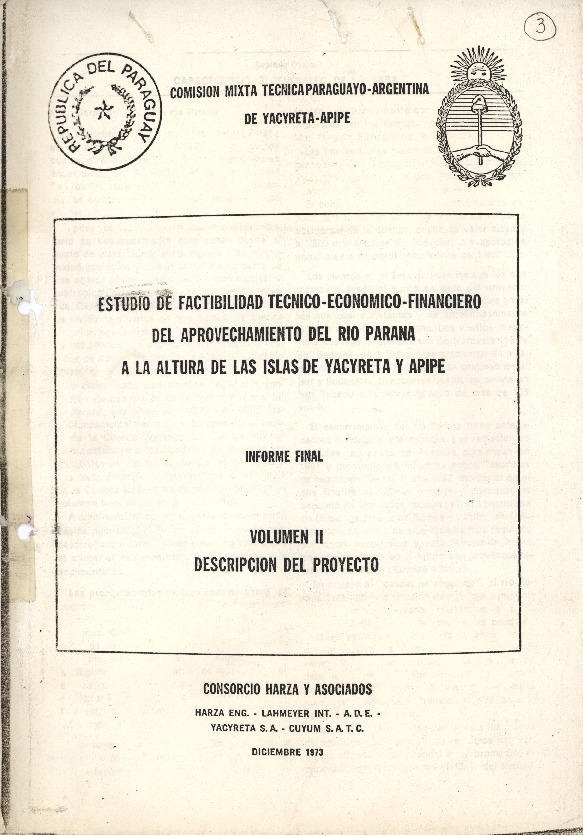 3
REPUBLICA DEL PARAGUAY
COMISION MIXTA TECNICA PARAGUAYO-ARGENTINA
DE YACYRETA-APIPE
ESTUDIO DE FACTIBILIDAD TECNICO-ECONOMICO-FINANCIERO
DEL APROVECHAMIENTO DEL RIO PARANA
A LA ALTURA DE LAS ISLAS DE YACYRETA Y APIPE
INFORME FINAL
VOLUMEN II
DESCRIPCION DEL PROYECTO
CONSORCIO HARZA Y ASOCIADOS
HARZA ENG. - LAHMEYER INT. - A.D.E. -
YACYRETA S.A. - CUYUM S.A.T.C.
DICIEMBRE 1973